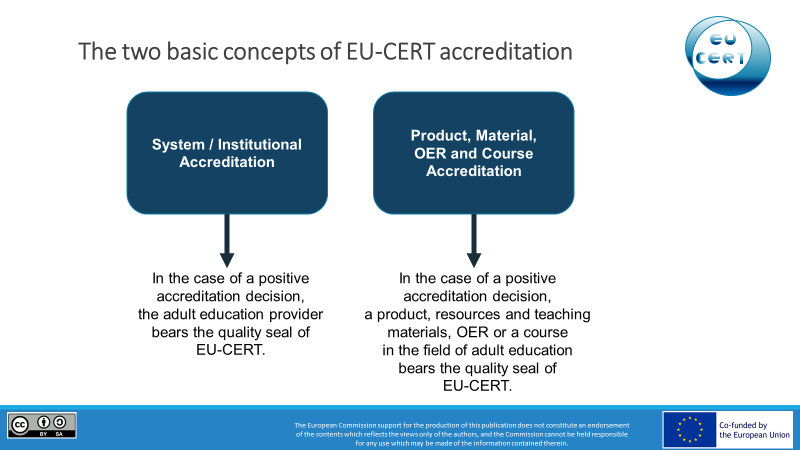 The two basic concepts of EU-CERT accreditation
EU
CERT
System / Institutional
Accreditation
Product, Material,
OER and Course
Accreditation
In the case of a positive
accreditation decision,
the adult education provider
bears the quality seal of
EU-CERT.
In the case of a positive
accreditation decision,
a product, resources and teaching
materials, OER or a course
in the field of adult education
bears the quality seal of
EU-CERT.
cc
BY SA
The European Commission support for the production of this publication does not constitute an endorsement
of the contents which reflects the views only of the authors, and the Commission cannot be held responsible
for any use which may be made of the information contained therein.
Co-funded by
the European Union